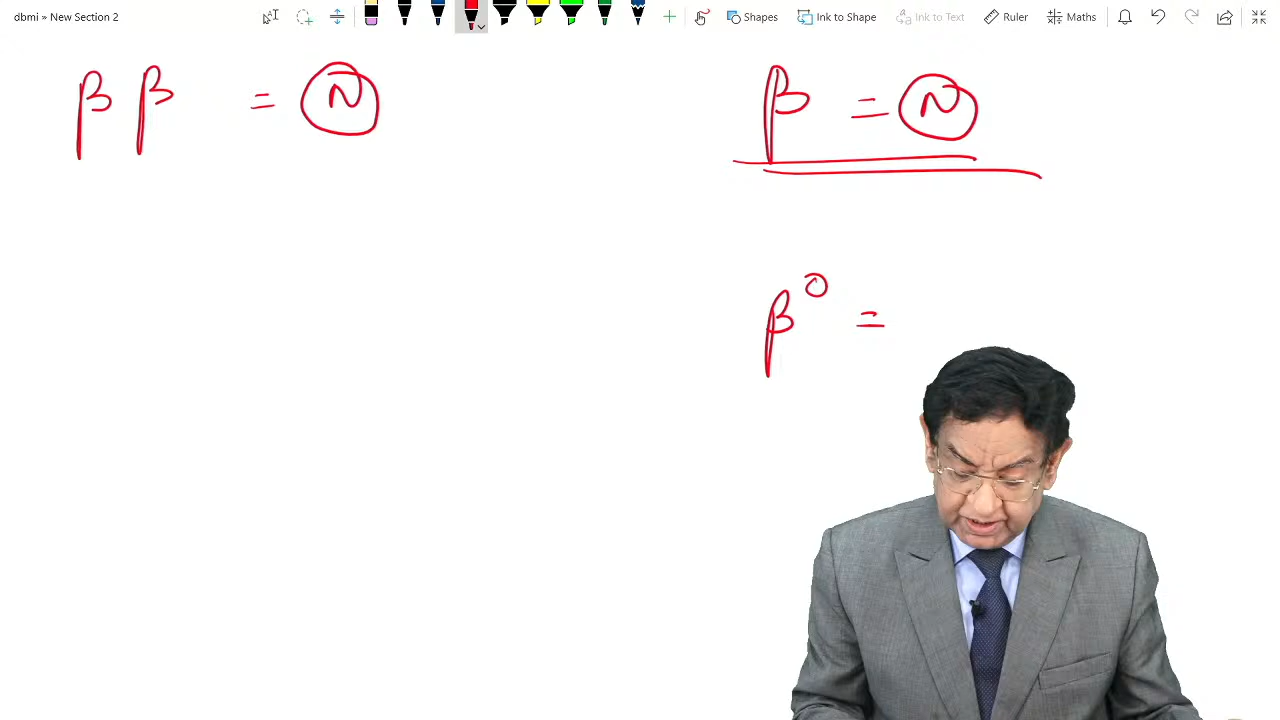 dbmi » New Section 2
Shapes Ink to Shape Ink to Text Ruler Maths
β β = N
β = N
β⁰ =